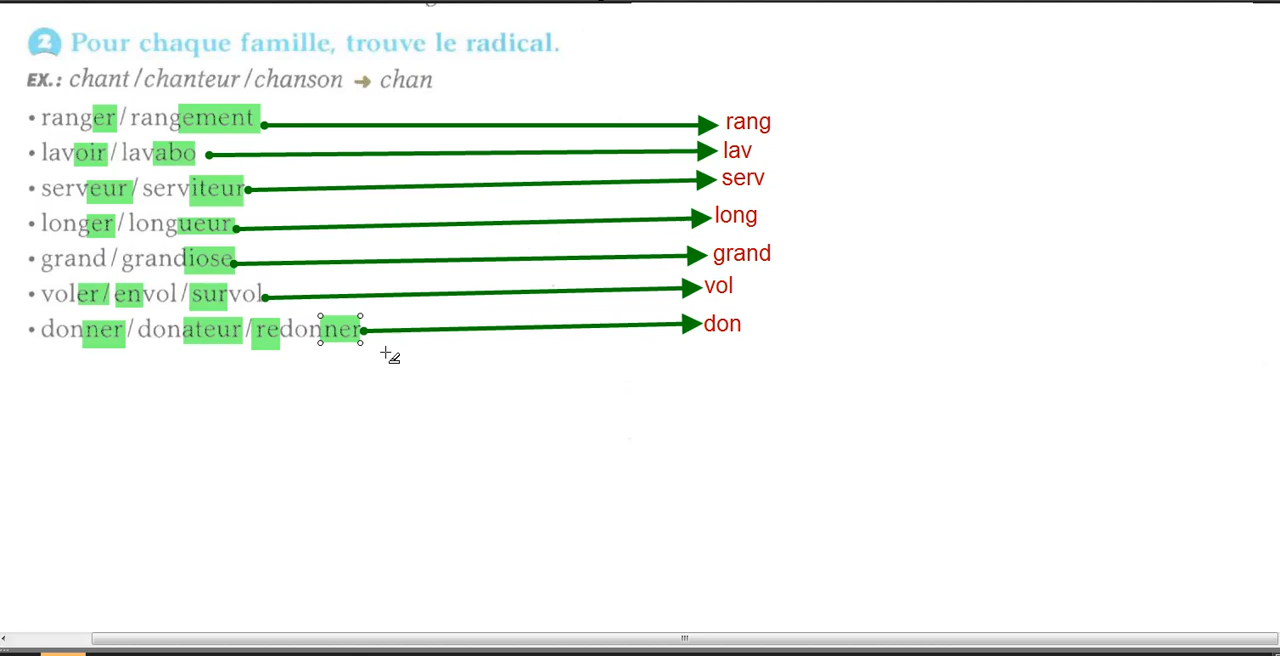 2 Pour chaque famille, trouve le radical.
EX.: chant / chanteur / chanson → chan
• ranger / rangement rang
• lavoir / lavabo lav
• serveur / serviteur serv
• longer / longueur long
• grand / grandiose grand
• voler / envol / survol vol
• donner / donateur / redonner don